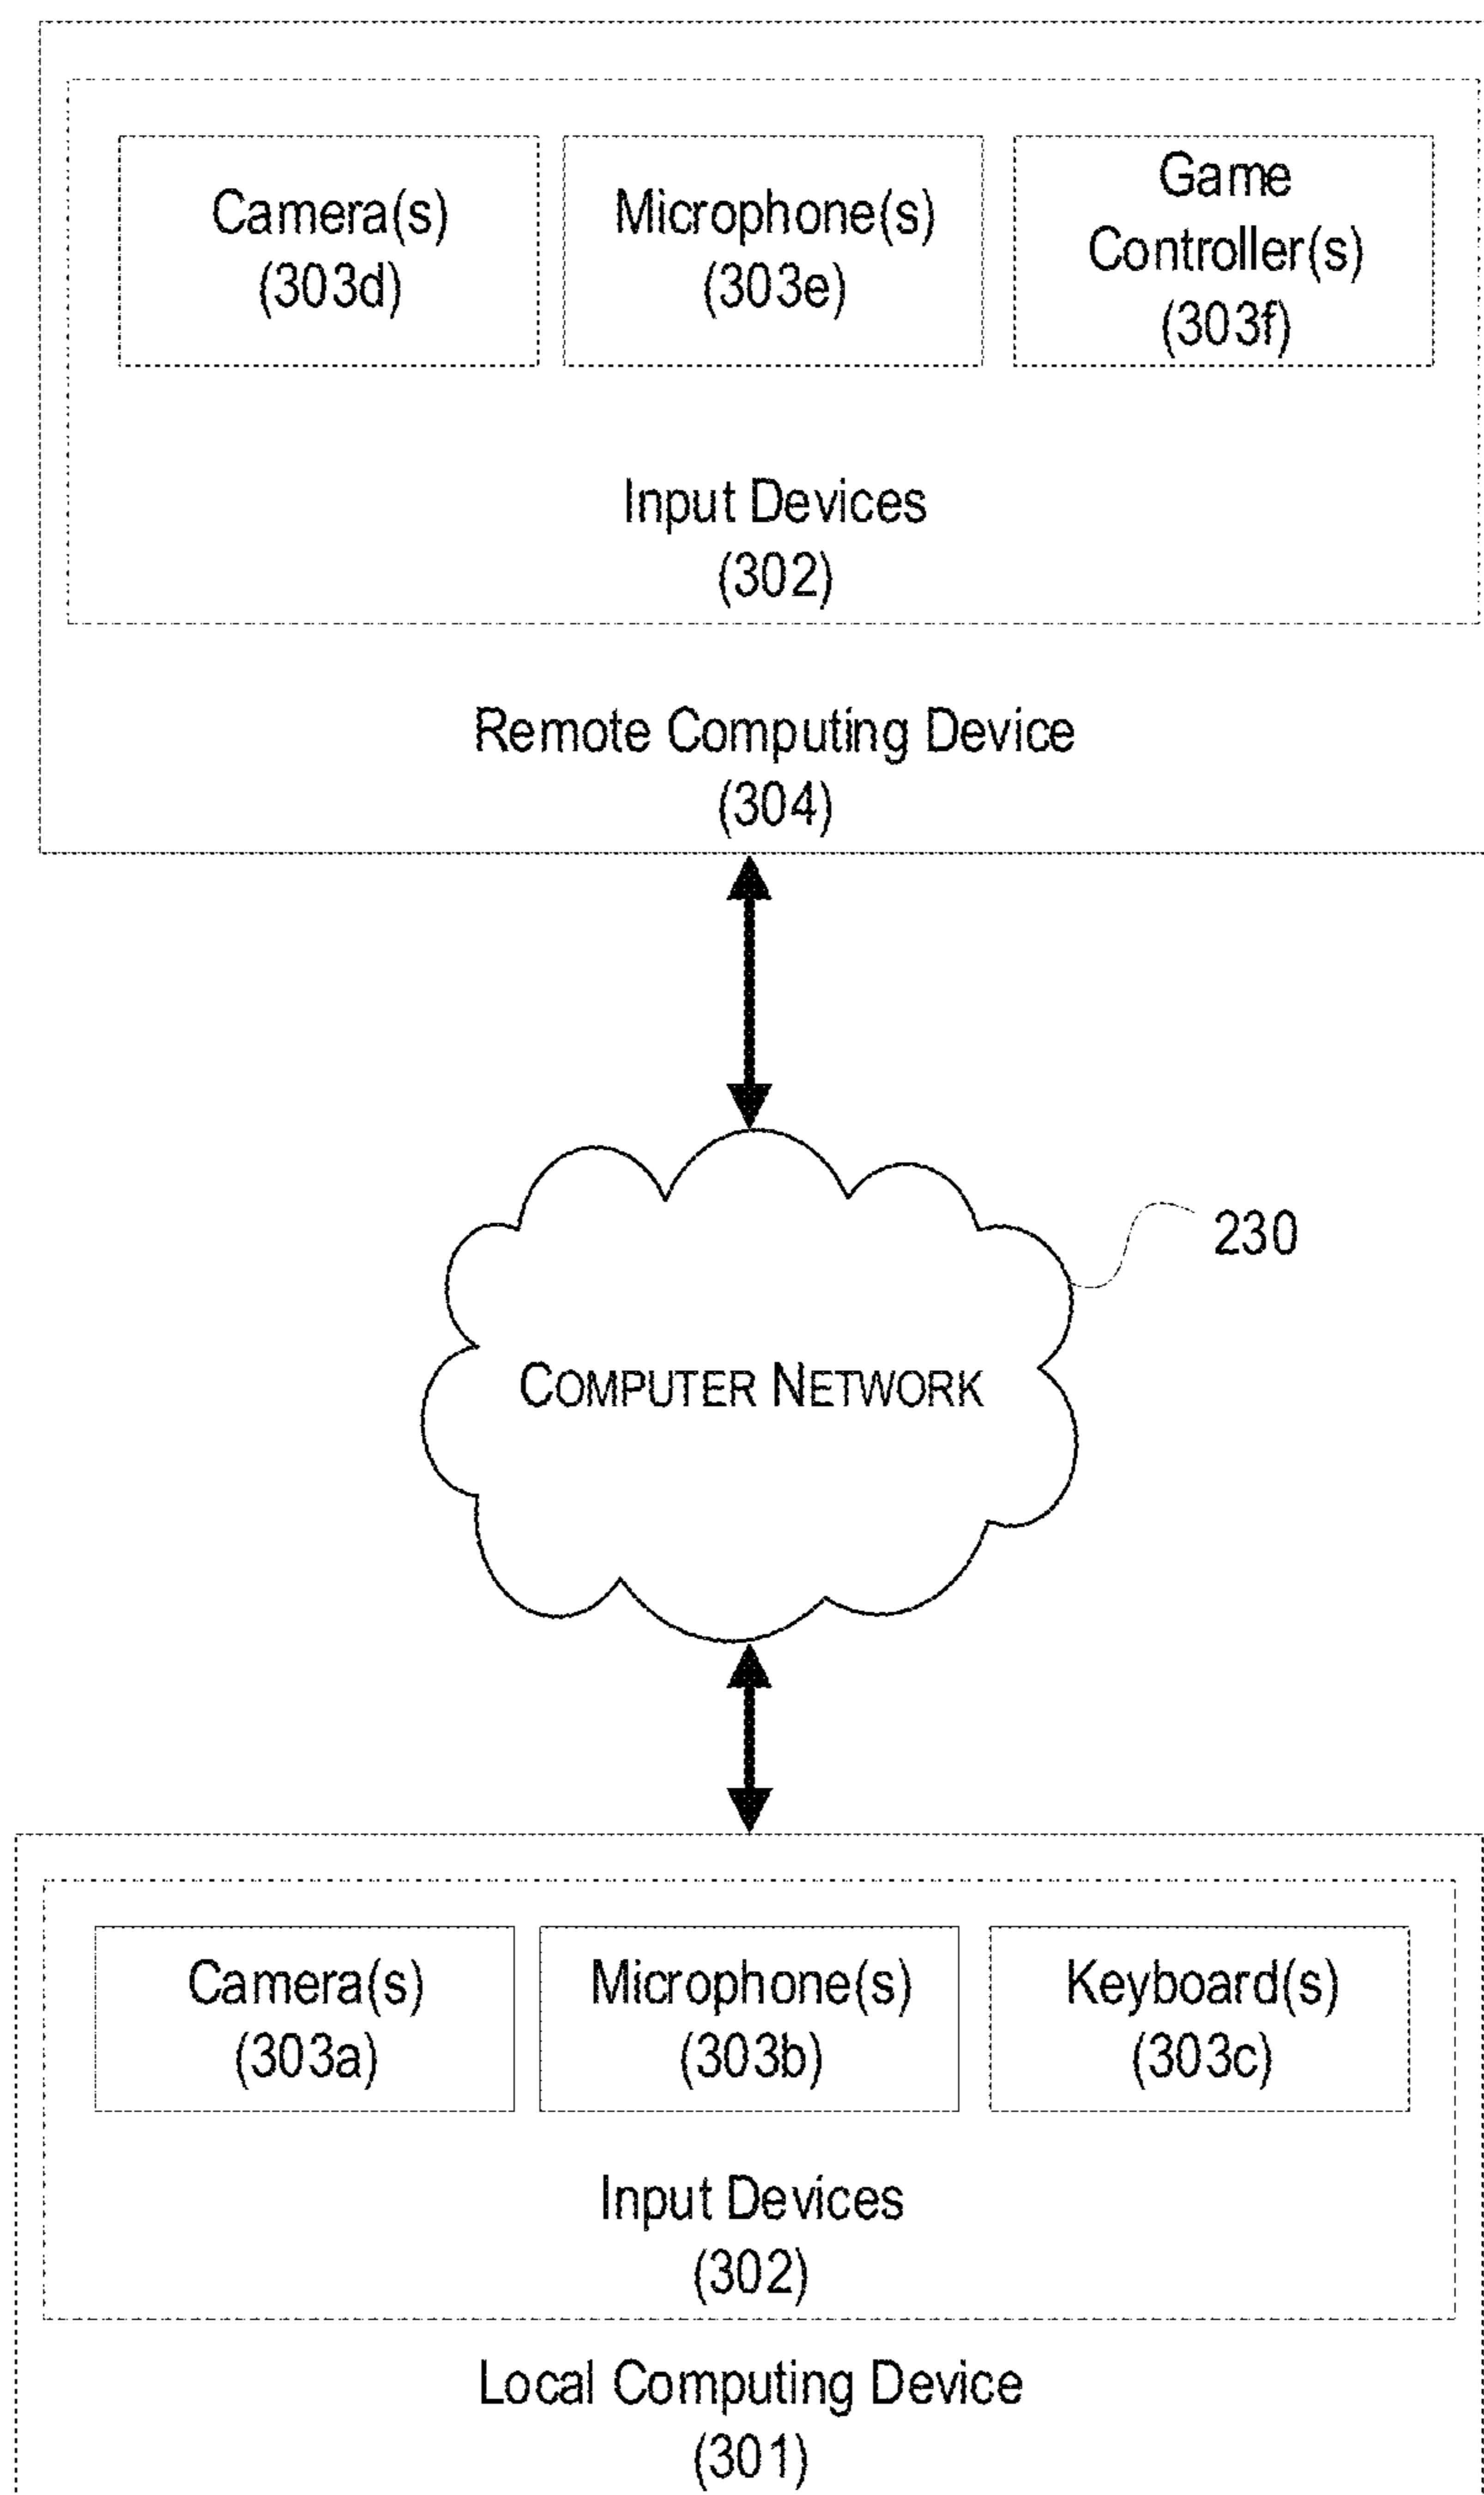 Camera(s)
(303d)
Microphone(s)
(303e)
Game
Controller(s)
(303f)
Input Devices
(302)
Remote Computing Device
(304)
230
COMPUTER NETWORK
Camera(s)
(303a)
Microphone(s)
(303b)
Keyboard(s)
(303c)
Input Devices
(302)
Local Computing Device
(301)